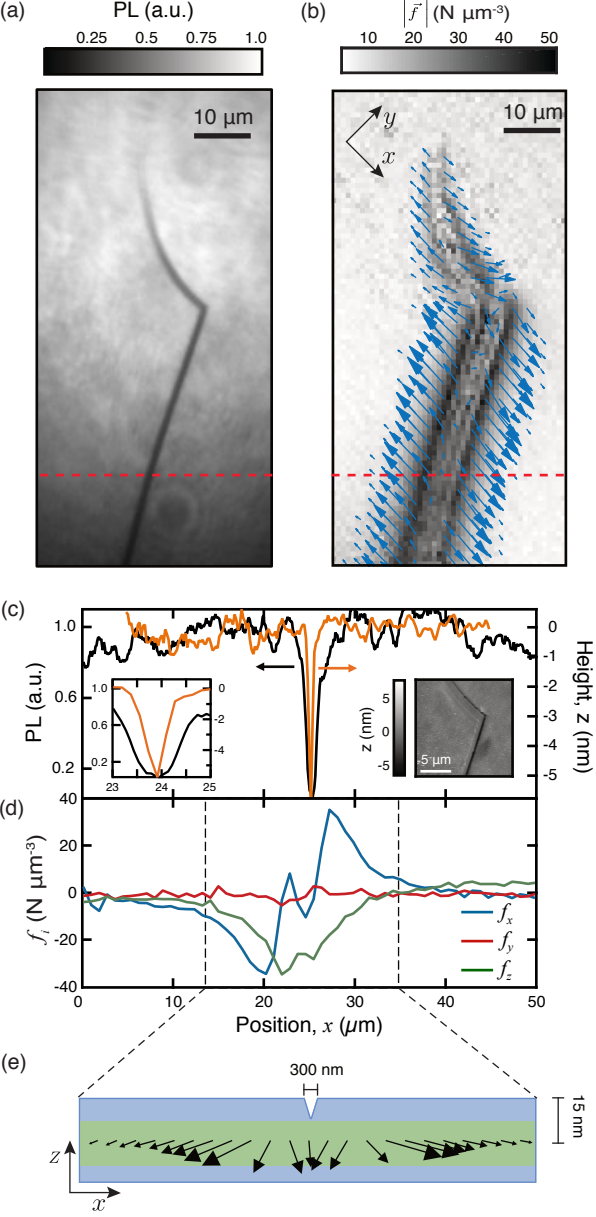 (a)
PL (a.u.)
0.25 0.50 0.75 1.0
10 µm
(b)
|f⃗| (N µm⁻³)
10 20 30 40 50
10 µm
y
x
(c)
1.0
0.6
0.2
PL (a.u.)
0
-1
-2
-3
-4
-5
Height, z (nm)
1.0
0.6
0.2
0
-2
-4
23 24 25
z (nm)
5
0
-5
5 µm
(d)
40
20
0
-20
-40
f_i (N µm⁻³)
f_x
f_y
f_z
0 10 20 30 40 50
Position, x (µm)
(e)
300 nm
15 nm
z
x